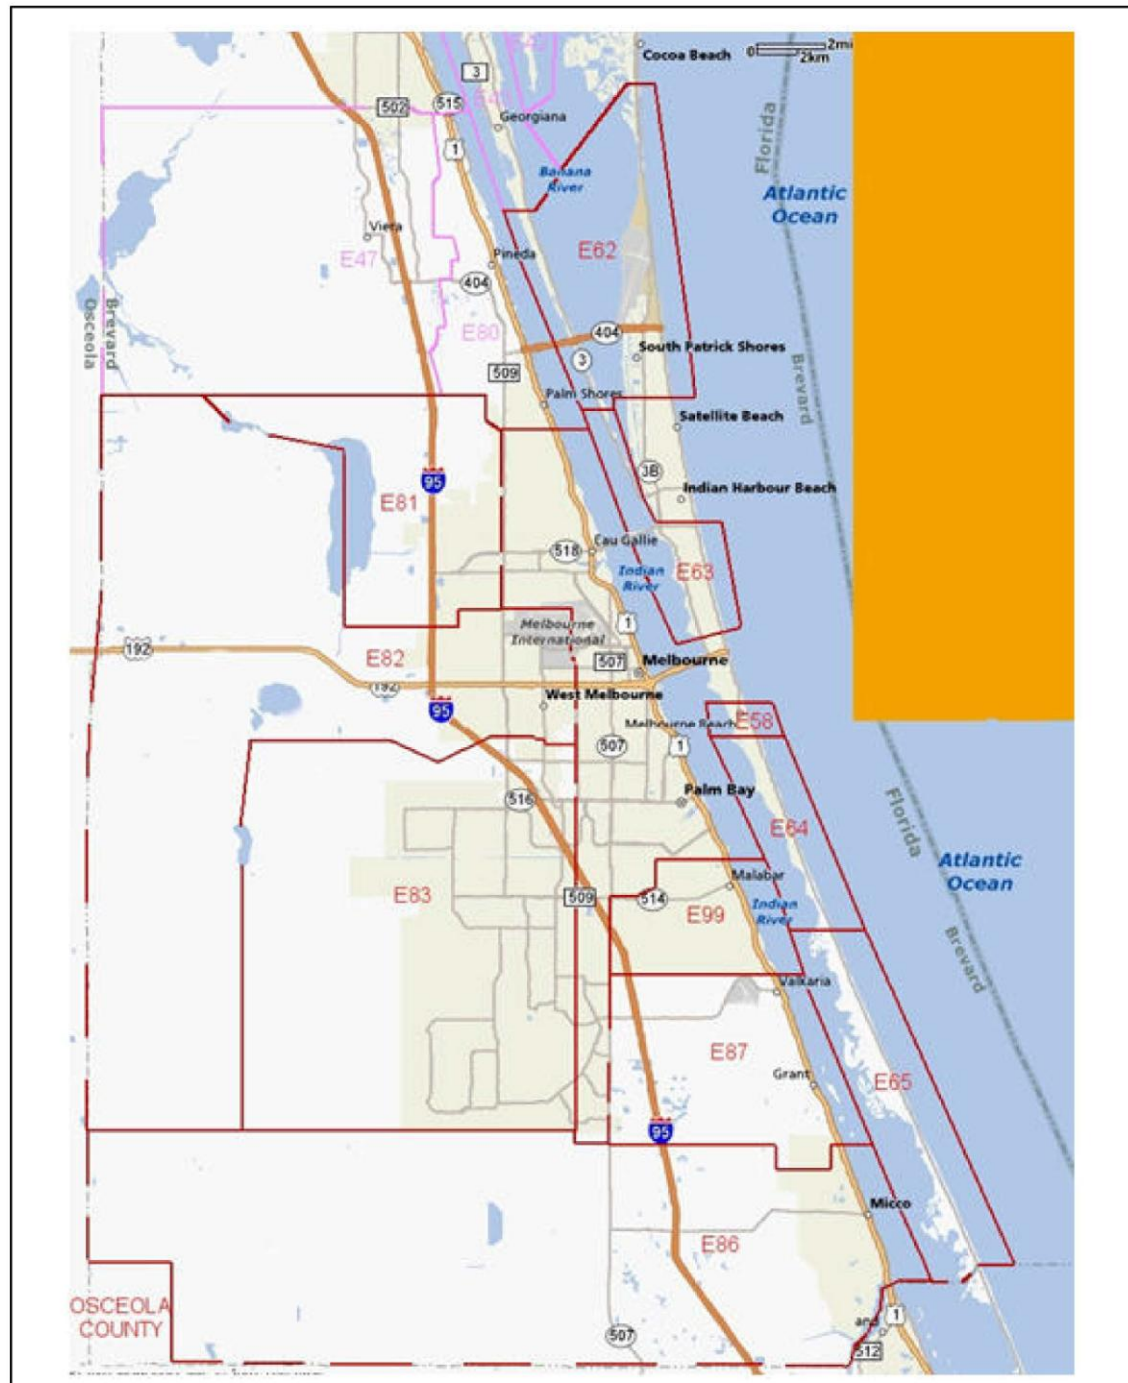 Cocoa Beach
0 2mi
2km
3
502
515
Georgiana
1
Florida
Banana
River
Atlantic
Ocean
Viera
E47
E62
Pineda
404
Osceola
Brevard
E80
404
South Patrick Shores
3
509
Brevard
Palm Shores
Satellite Beach
3B
95
Indian Harbour Beach
E81
518
Eau Gallie
Indian
River
E63
Melbourne
International
1
192
E82
507
Melbourne
192
West Melbourne
95
Melbourne Beach
E58
507
1
516
Palm Bay
Florida
E64
Atlantic
Ocean
Malabar
E83
509
514
E99
Indian
River
Brevard
Valkaria
E87
Grant
E65
95
Micco
E86
OSCEOLA
COUNTY
1
507
and
512